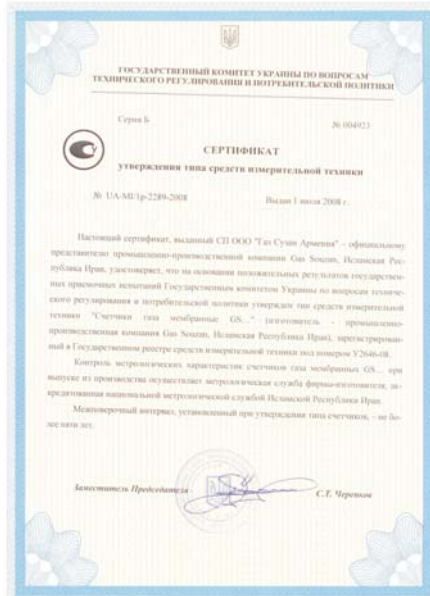 ГОСУДАРСТВЕННЫЙ КОМИТЕТ УКРАИНЫ ПО ВОПРОСАМ
ТЕХНИЧЕСКОГО РЕГУЛИРОВАНИЯ И ПОТРЕБИТЕЛЬСКОЙ ПОЛИТИКИ
Серия Б № 004923
СЕРТИФИКАТ
утверждения типа средств измерительной техники
№ UA-MI/1p-2289-2008 Выдан 1 июля 2008 г.
Настоящий сертификат, выданный СП ООО "Газ Сузан Армения" – официальному
представителю промышленно-производственной компании Gas Souzan, Исламская Рес-
публика Иран, удостоверяет, что на основании положительных результатов государствен-
ных приемочных испытаний Государственным комитетом Украины по вопросам техниче-
ского регулирования и потребительской политики утвержден тип средств измерительной
техники "Счетчики газа мембранные GS..." (изготовитель - промышленно-
производственная компания Gas Souzan, Исламская Республика Иран), зарегистрирован-
ный в Государственном реестре средств измерительной техники под номером У2646-08.
Контроль метрологических характеристик счетчиков газа мембранных GS... при
выпуске из производства осуществляет метрологическая служба фирмы-изготовителя, ак-
кредитованная национальной метрологической службой Исламской Республики Иран.
Межповерочный интервал, установленный при утверждении типа счетчиков, – не бо-
лее пяти лет.
Заместитель Председателя С.Т. Черепков